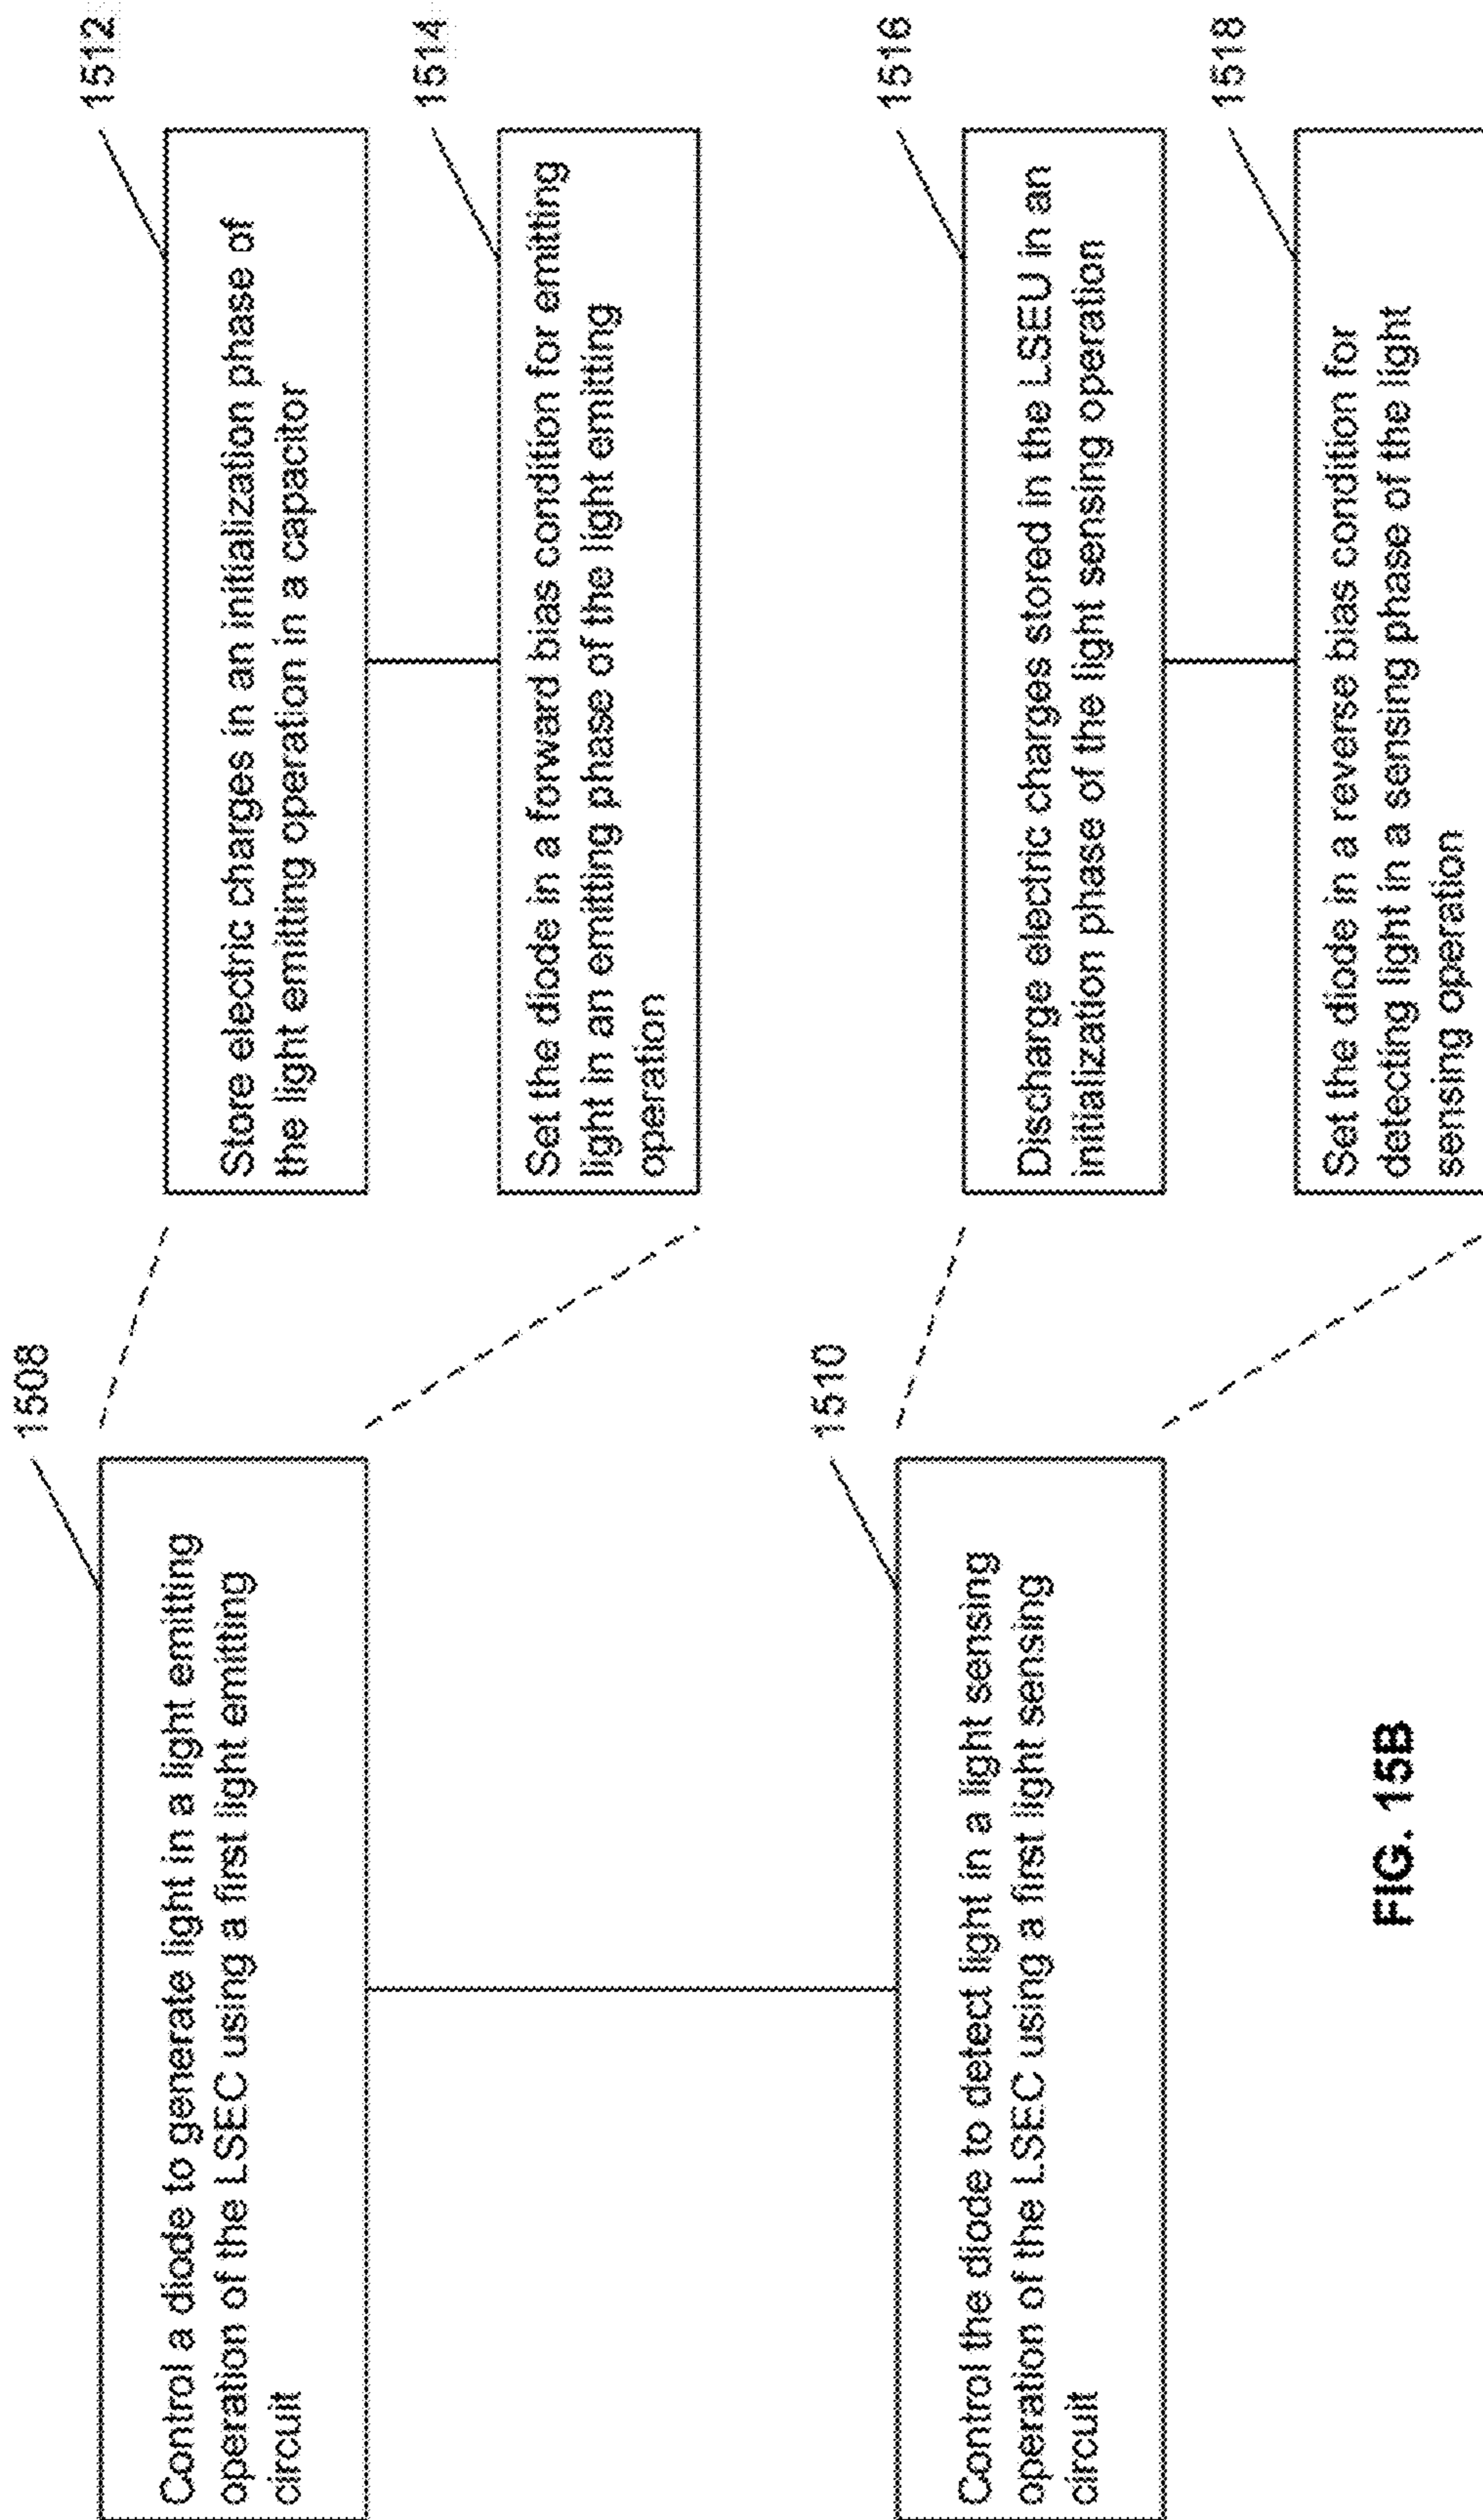 1508
Control a diode to generate light in a light emitting
operation of the LSEC using a first light emitting
circuit
1512
Store electric charges in an initialization phase of
the light emitting operation in a capacitor
1514
Set the diode in a forward bias condition for emitting
light in an emitting phase of the light emitting
operation
1510
Control the diode to detect light in a light sensing
operation of the LSEC using a first light sensing
circuit
1516
Discharge electric charges stored in the LSEU in an
initialization phase of the light sensing operation
1518
Set the diode in a reverse bias condition for
detecting light in a sensing phase of the light
sensing operation
FIG. 15B